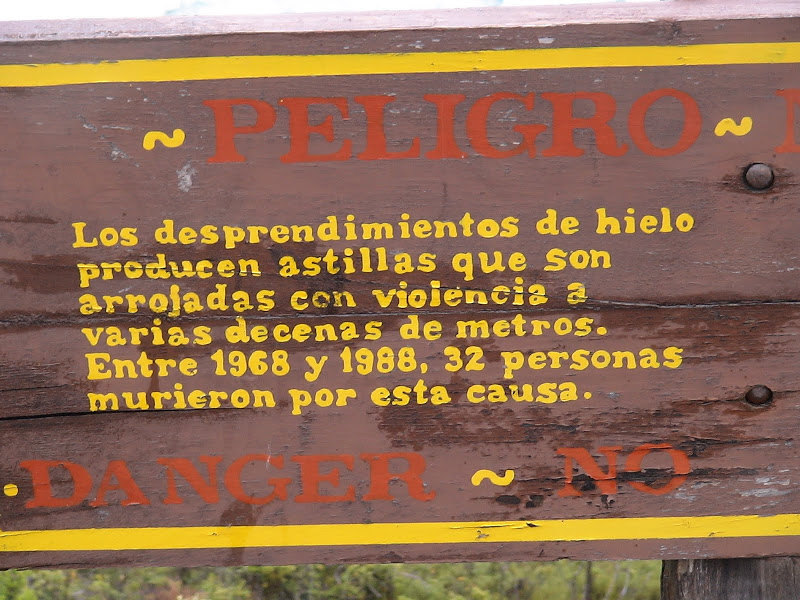 ~ PELIGRO ~ N
Los desprendimientos de hielo
producen astillas que son
arrojadas con violencia a
varias decenas de metros.
Entre 1968 y 1988, 32 personas
murieron por esta causa.
DANGER ~ NO